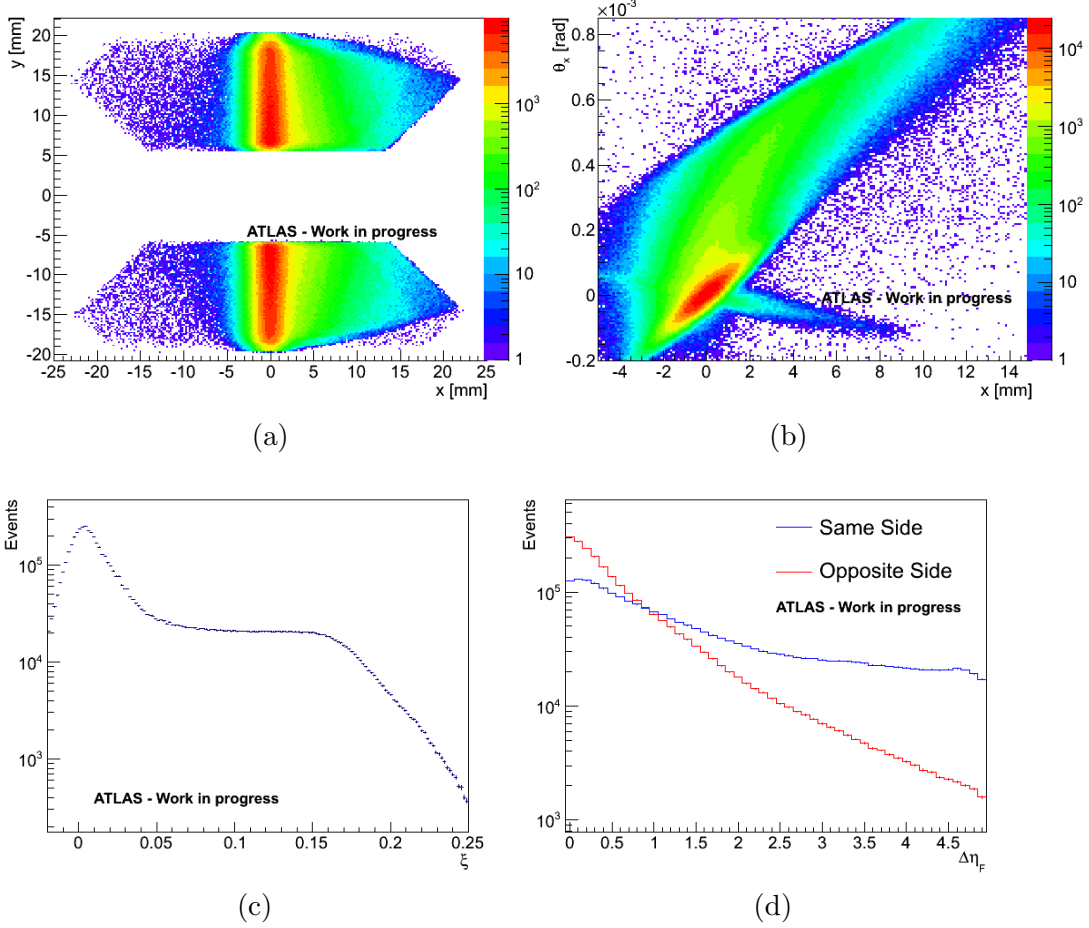 y [mm]
20
15
10
5
0
-5
-10
-15
-20
ATLAS - Work in progress
-25 -20 -15 -10 -5 0 5 10 15 20 25
x [mm]
10³
10²
10
1
(a)
×10⁻³
θₓ [rad]
0.8
0.6
0.4
0.2
0
-0.2
ATLAS - Work in progress
-4 -2 0 2 4 6 8 10 12 14
x [mm]
10⁴
10³
10²
10
1
(b)
Events
10⁵
10⁴
10³
ATLAS - Work in progress
0 0.05 0.1 0.15 0.2 0.25
ξ
(c)
Events
10⁵
10⁴
10³
Same Side
Opposite Side
ATLAS - Work in progress
0 0.5 1 1.5 2 2.5 3 3.5 4 4.5
Δη_F
(d)